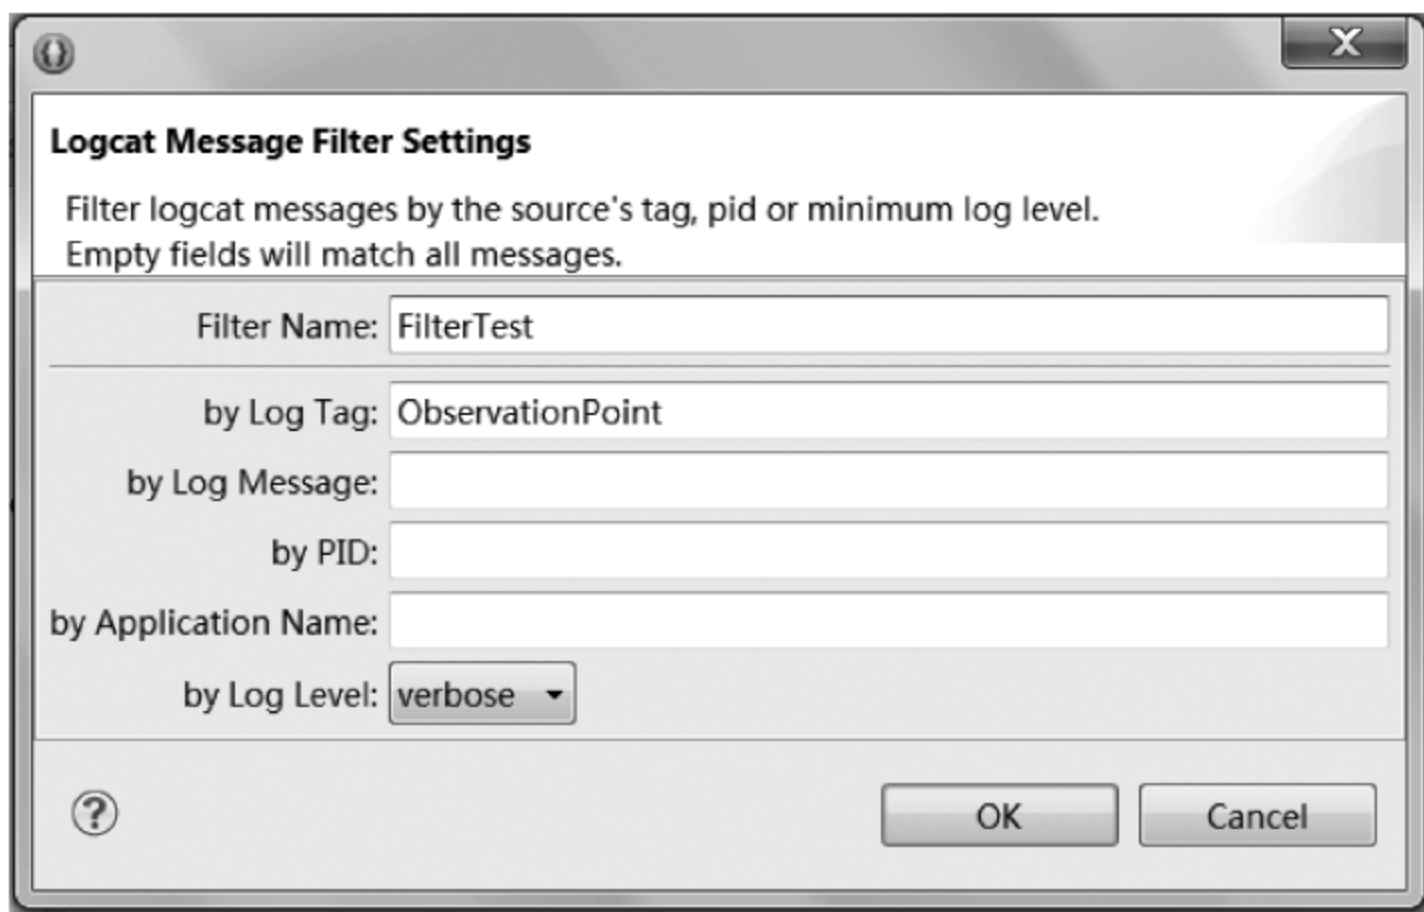 X
Logcat Message Filter Settings
Filter logcat messages by the source's tag, pid or minimum log level.
Empty fields will match all messages.
Filter Name: FilterTest
by Log Tag: ObservationPoint
by Log Message:
by PID:
by Application Name:
by Log Level: verbose
?
OK Cancel